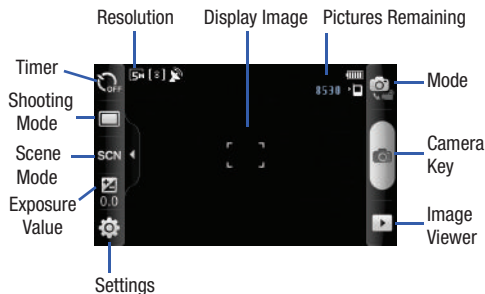 Resolution
Display Image
Pictures Remaining
Timer
OFF
5M
8530
Mode
Shooting
Mode
Scene
Mode
SCN
Camera
Key
Exposure
Value
0.0
Image
Viewer
Settings